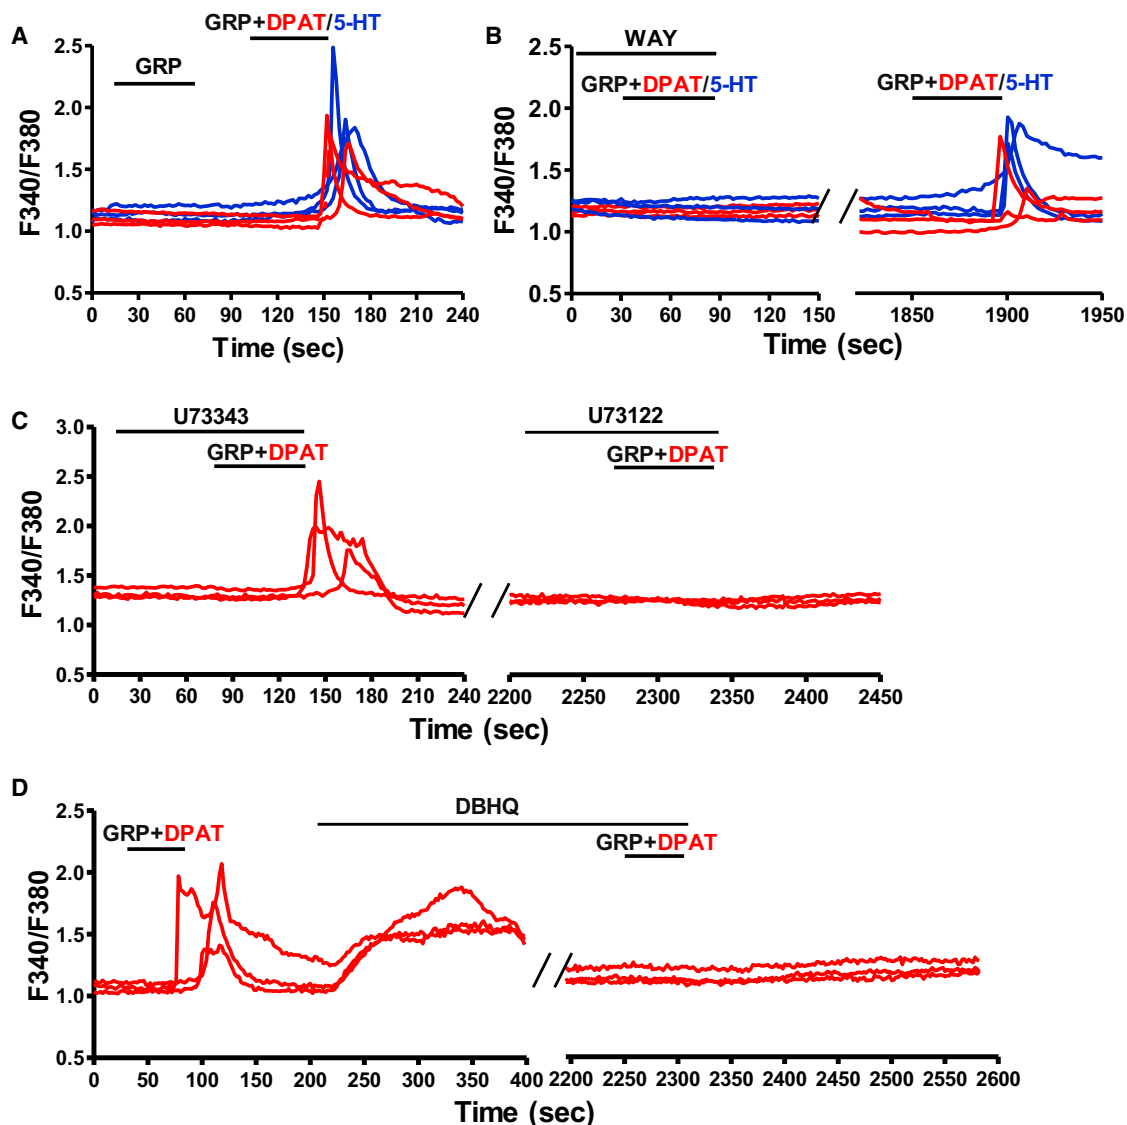 A
GRP+DPAT/5-HT
GRP
2.5
2.0
1.5
1.0
0.5
F340/F380
0 30 60 90 120 150 180 210 240
Time (sec)
B
WAY
GRP+DPAT/5-HT
GRP+DPAT/5-HT
2.5
2.0
1.5
1.0
0.5
F340/F380
0 30 60 90 120 150
1850 1900 1950
Time (sec)
C
U73343
GRP+DPAT
U73122
GRP+DPAT
3.0
2.5
2.0
1.5
1.0
0.5
F340/F380
0 30 60 90 120 150 180 210 240
2200 2250 2300 2350 2400 2450
Time (sec)
D
GRP+DPAT
DBHQ
GRP+DPAT
2.5
2.0
1.5
1.0
0.5
F340/F380
0 50 100 150 200 250 300 350 400
2200 2250 2300 2350 2400 2450 2500 2550 2600
Time (sec)